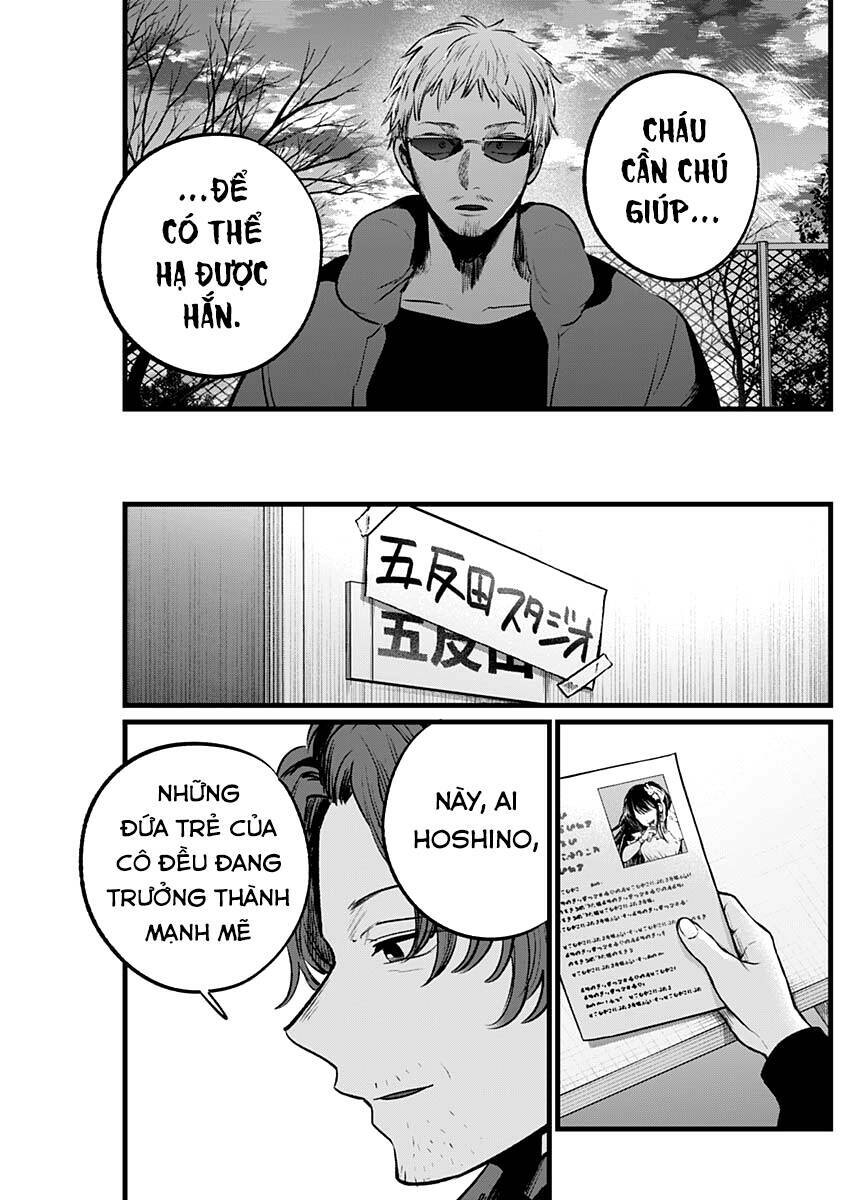 CHÁU
CẦN CHÚ
GIÚP...
...ĐỂ
CÓ THỂ
HẠ ĐƯỢC
HẮN.
五反田スタジオ
五反田
NÀY, AI
HOSHINO,
NHỮNG
ĐỨA TRẺ CỦA
CÔ ĐỀU ĐANG
TRƯỞNG THÀNH
MẠNH MẼ